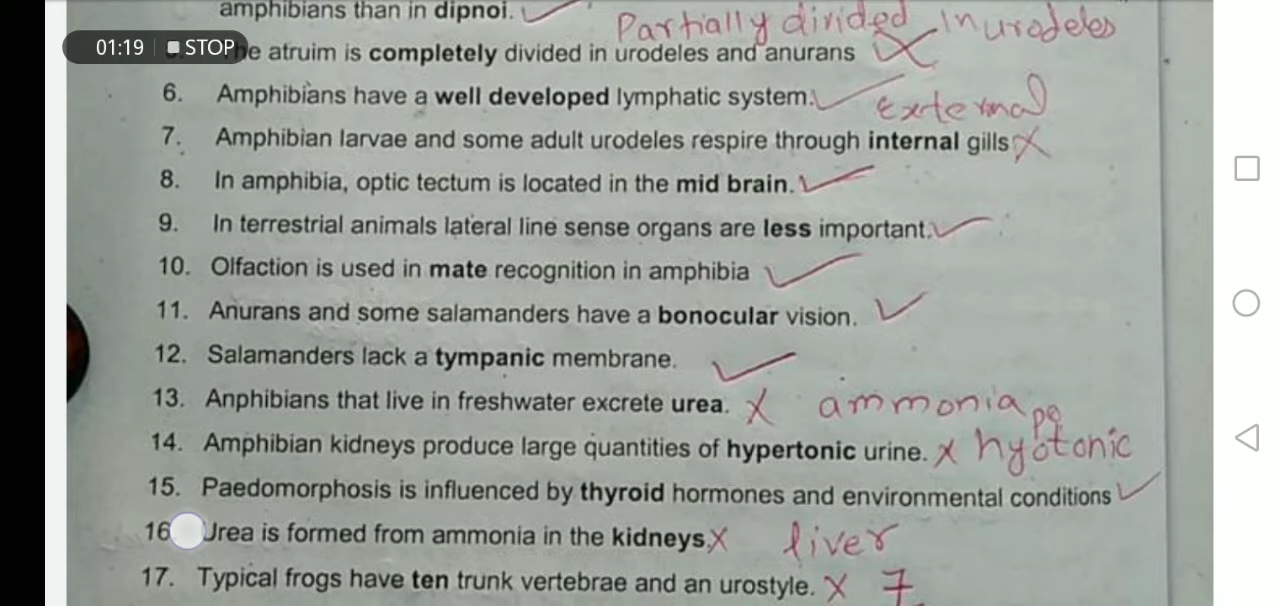 amphibians than in dipnoi.
Partially divided In urodeles
01:19 STOP
he atruim is completely divided in urodeles and anurans
6. Amphibians have a well developed lymphatic system.
External
7. Amphibian larvae and some adult urodeles respire through internal gills
8. In amphibia, optic tectum is located in the mid brain.
9. In terrestrial animals lateral line sense organs are less important.
10. Olfaction is used in mate recognition in amphibia
11. Anurans and some salamanders have a bonocular vision.
12. Salamanders lack a tympanic membrane.
13. Anphibians that live in freshwater excrete urea. X ammonia
po
14. Amphibian kidneys produce large quantities of hypertonic urine. X hyotonic
15. Paedomorphosis is influenced by thyroid hormones and environmental conditions
16 Urea is formed from ammonia in the kidneys X liver
17. Typical frogs have ten trunk vertebrae and an urostyle. X 7